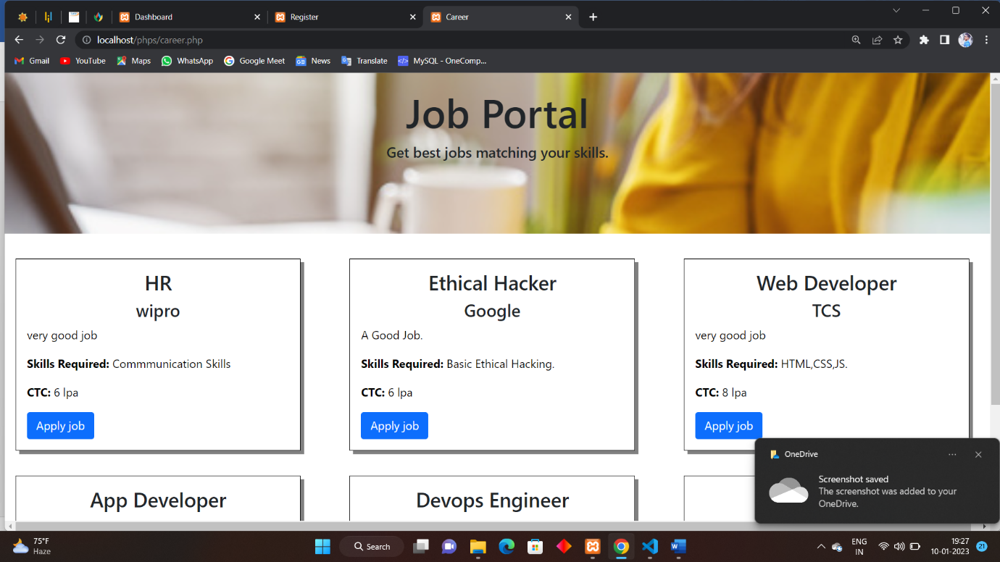 Dashboard
Register
Career
localhost/phps/career.php
Gmail
YouTube
Maps
WhatsApp
Google Meet
News
Translate
MySQL - OneComp...
Job Portal
Get best jobs matching your skills.
HR
wipro
very good job
Skills Required: Commmunication Skills
CTC: 6 lpa
Apply job
Ethical Hacker
Google
A Good Job.
Skills Required: Basic Ethical Hacking.
CTC: 6 lpa
Apply job
Web Developer
TCS
very good job
Skills Required: HTML,CSS,JS.
CTC: 8 lpa
Apply job
App Developer
Devops Engineer
OneDrive
Screenshot saved
The screenshot was added to your
OneDrive.
75°F
Haze
Search
ENG
IN
19:27
10-01-2023
21